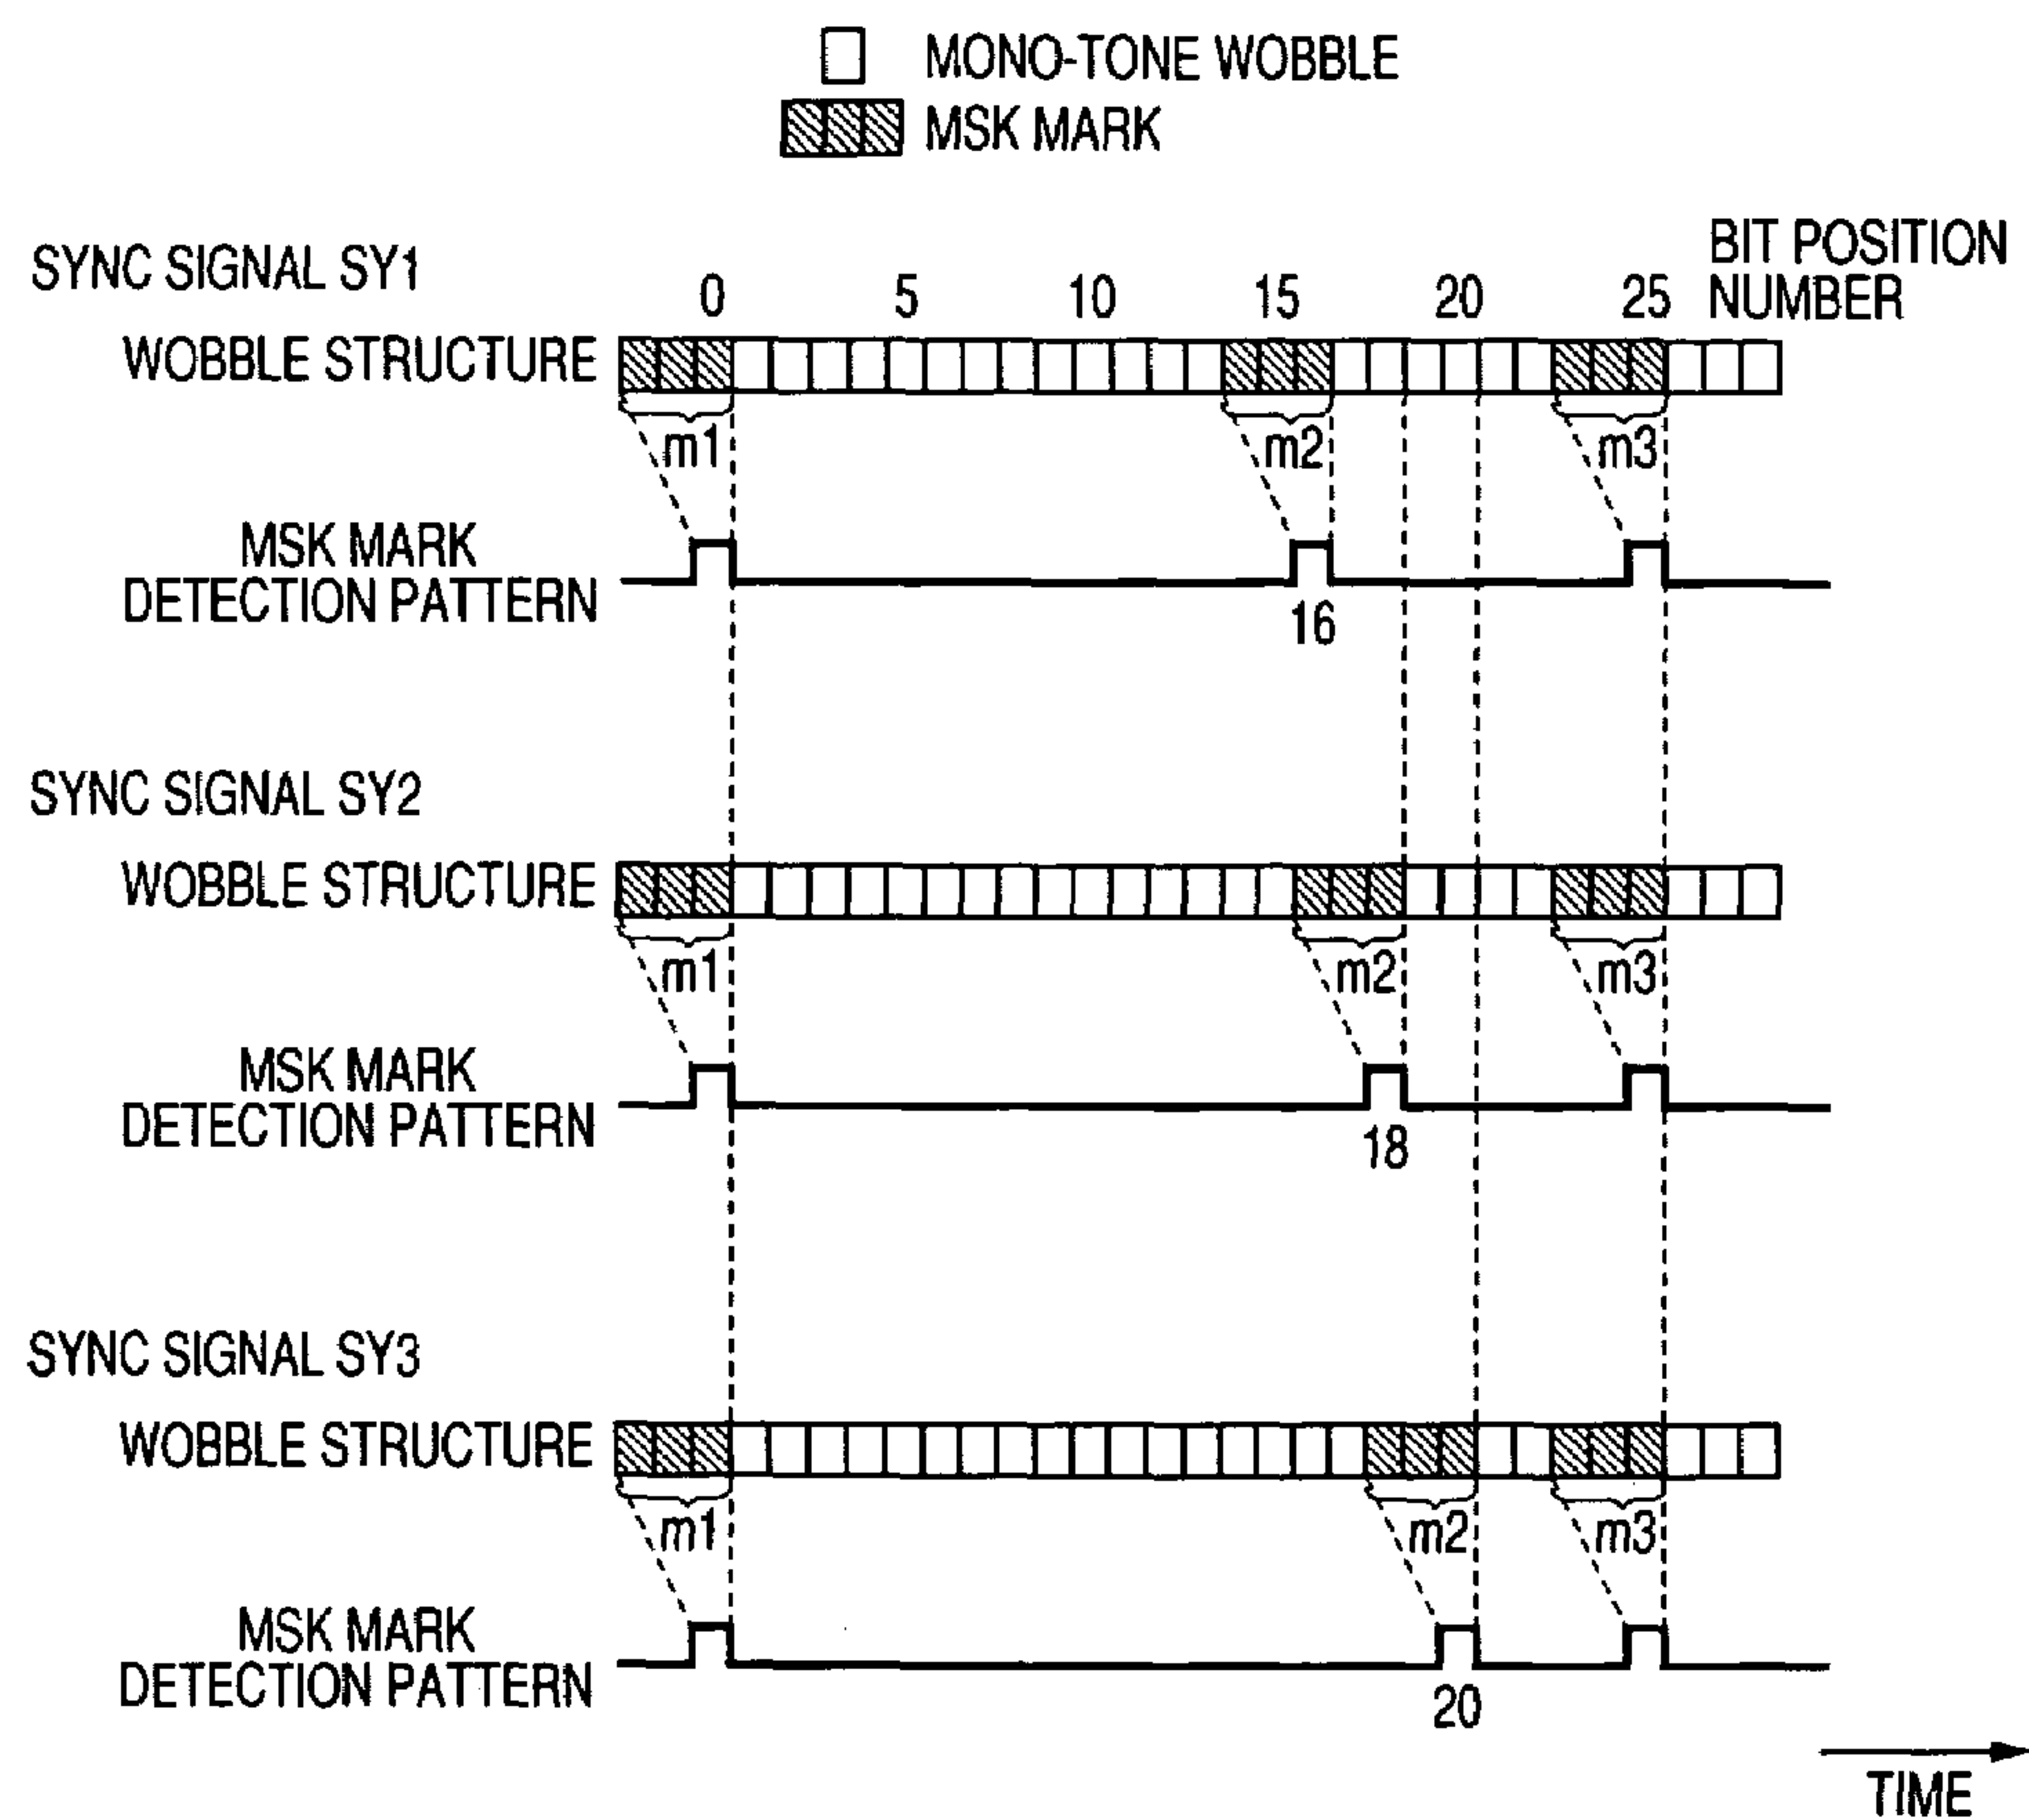 MONO-TONE WOBBLE
MSK MARK
SYNC SIGNAL SY1
0 5 10 15 20 25
BIT POSITION
NUMBER
WOBBLE STRUCTURE
m1 m2 m3
MSK MARK
DETECTION PATTERN
16
SYNC SIGNAL SY2
WOBBLE STRUCTURE
m1 m2 m3
MSK MARK
DETECTION PATTERN
18
SYNC SIGNAL SY3
WOBBLE STRUCTURE
m1 m2 m3
MSK MARK
DETECTION PATTERN
20
TIME